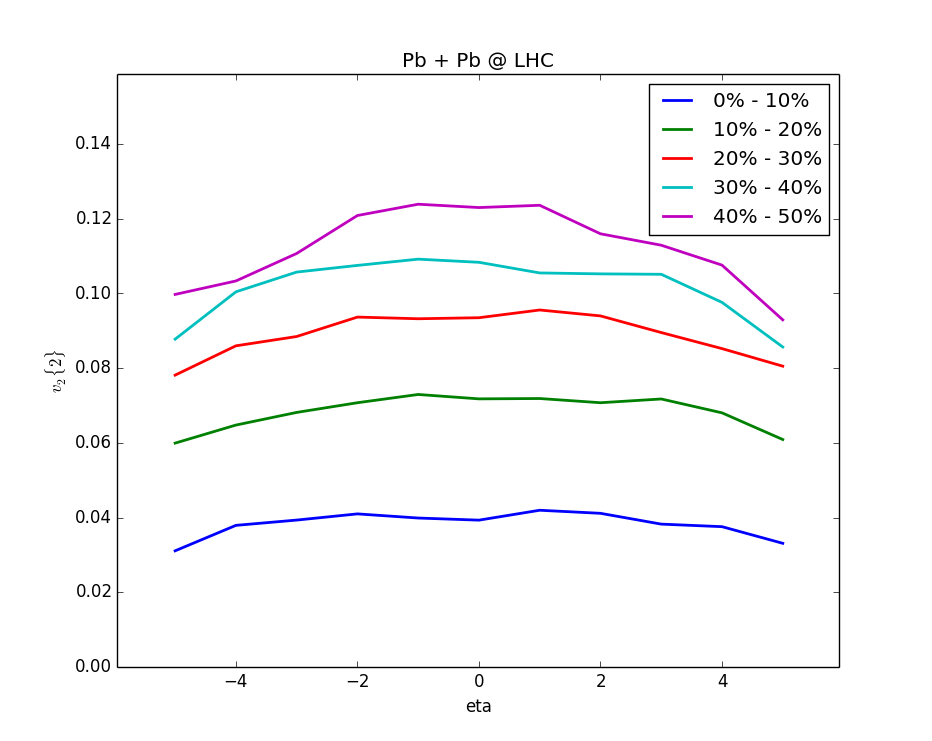 Pb + Pb @ LHC
0% - 10%
10% - 20%
20% - 30%
30% - 40%
40% - 50%
0.14
0.12
0.10
0.08
0.06
0.04
0.02
0.00
v₂{2}
−4 −2 0 2 4
eta